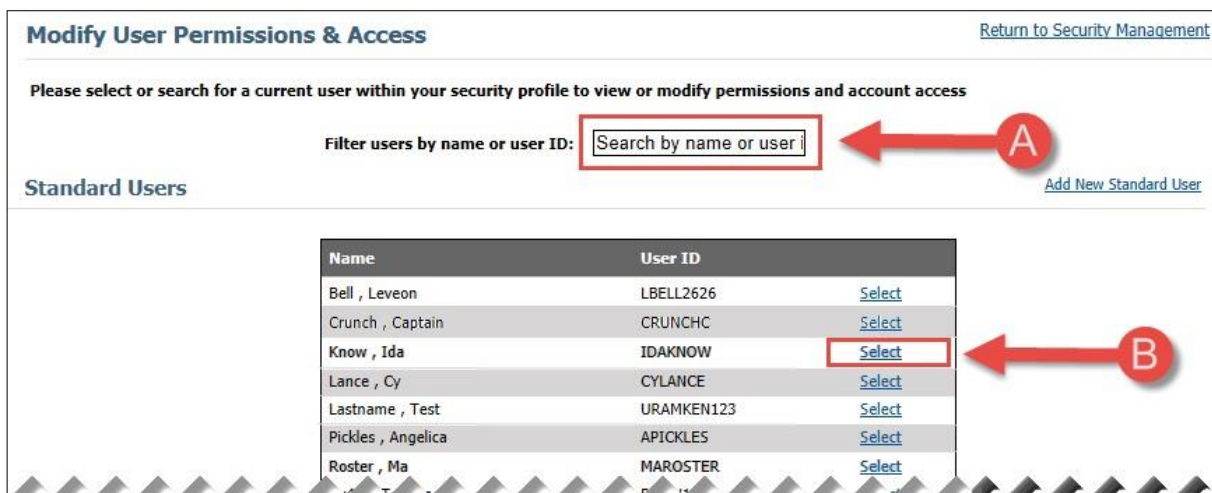 Modify User Permissions & Access
Return to Security Management
Please select or search for a current user within your security profile to view or modify permissions and account access
Filter users by name or user ID: Search by name or user i
A
Standard Users
Add New Standard User
Name User ID
Bell , Leveon LBELL2626 Select
Crunch , Captain CRUNCHC Select
Know , Ida IDAKNOW Select
B
Lance , Cy CYLANCE Select
Lastname , Test URAMKEN123 Select
Pickles , Angelica APICKLES Select
Roster , Ma MAROSTER Select